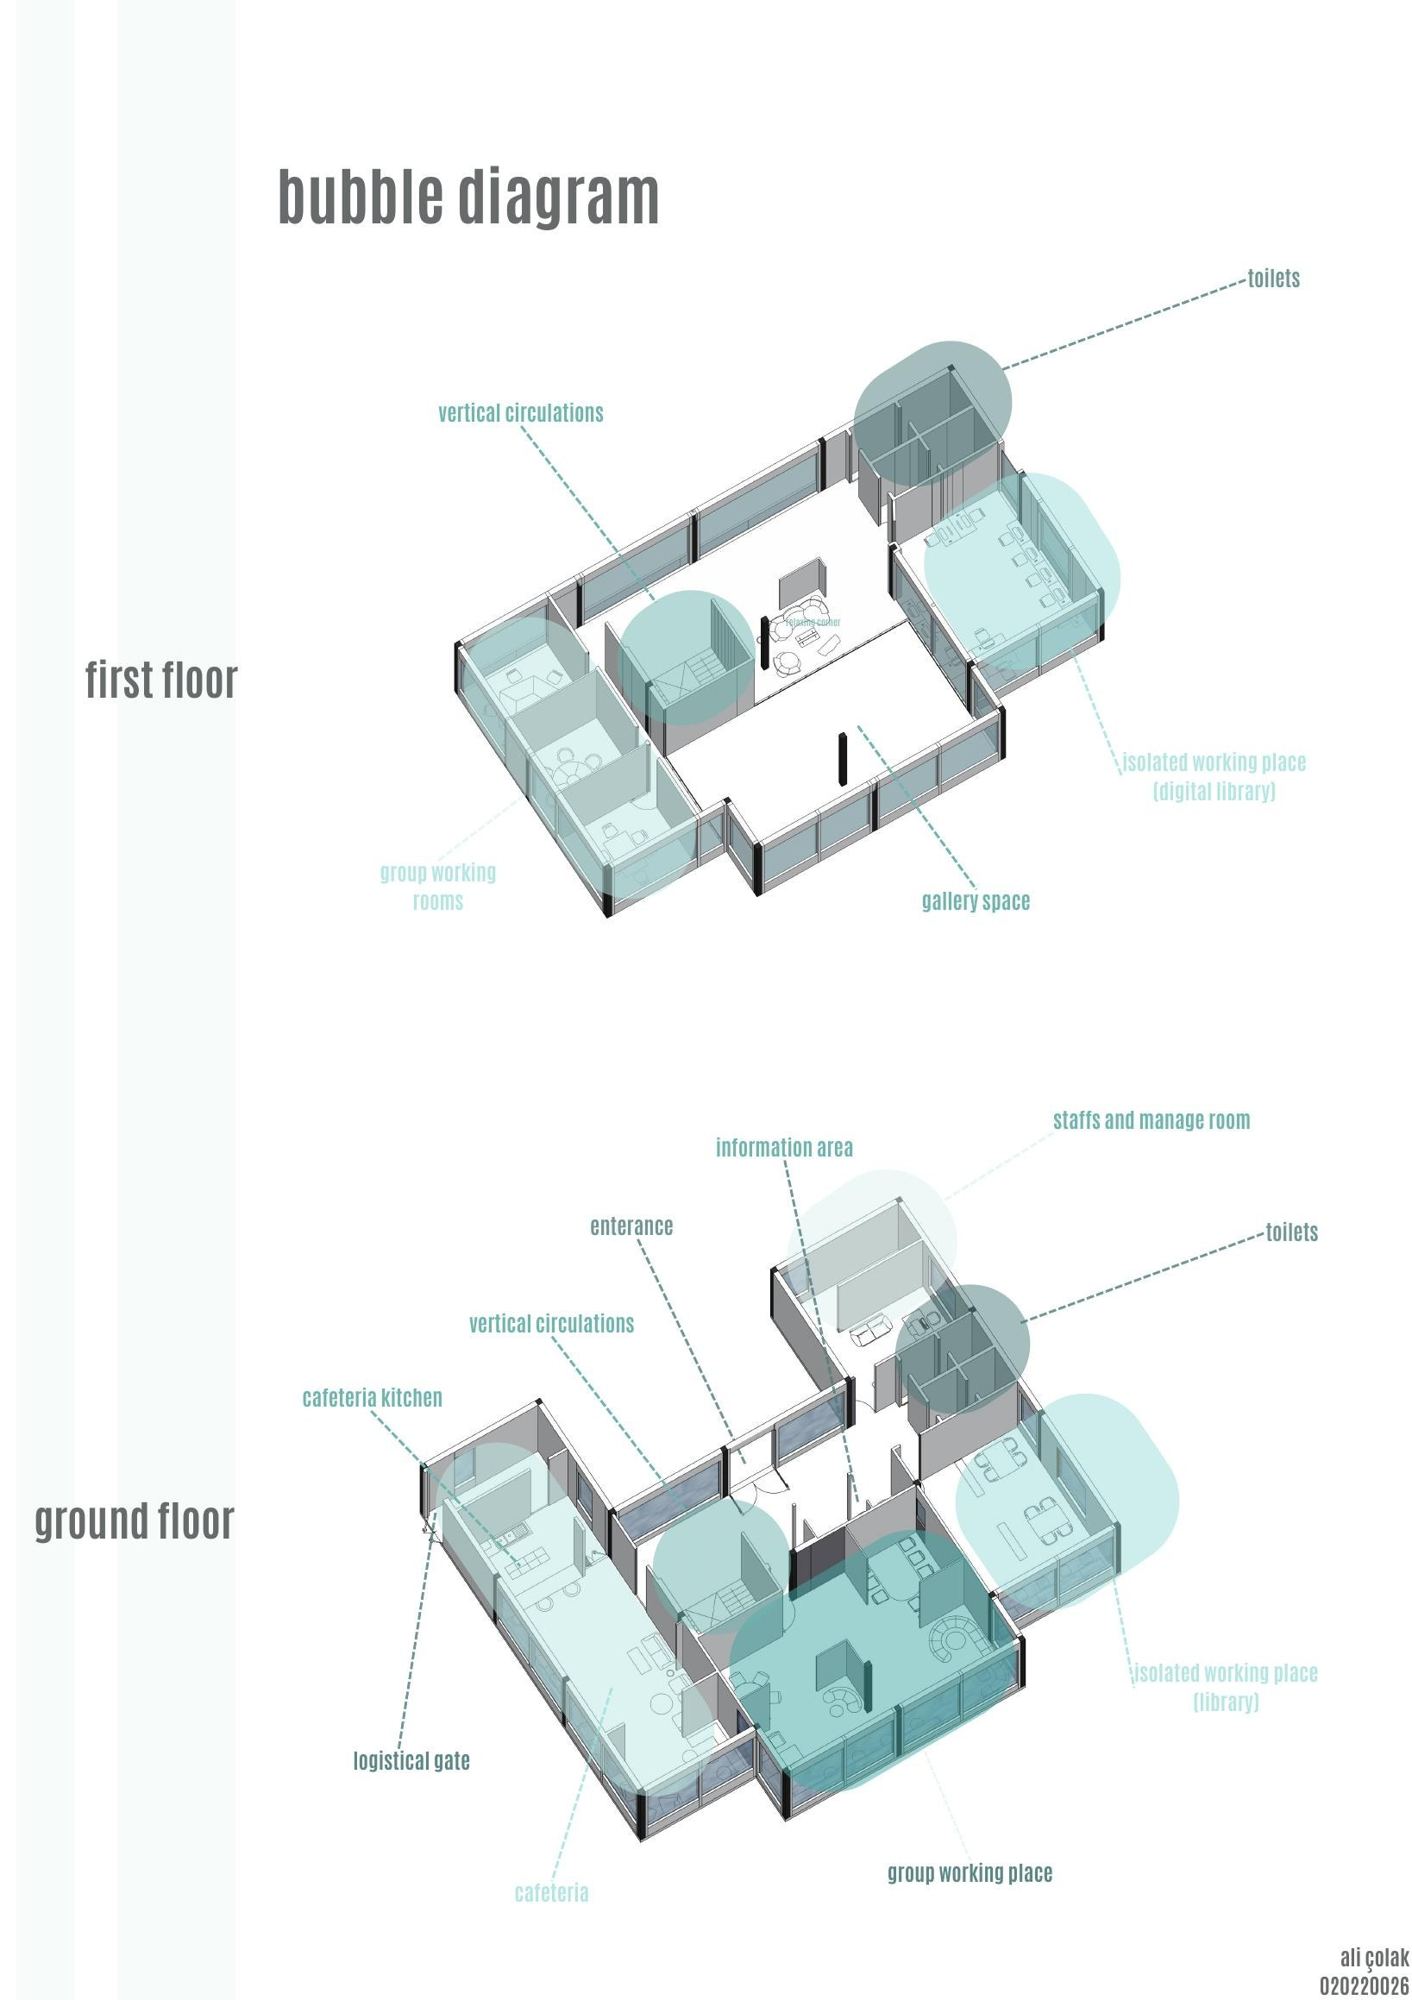 bubble diagram
toilets
vertical circulations
relaxing corner
first floor
isolated working place
(digital library)
group working
rooms
gallery space
staffs and manage room
information area
enterance
toilets
vertical circulations
cafeteria kitchen
ground floor
isolated working place
(library)
logistical gate
group working place
cafeteria
ali çolak
020220026